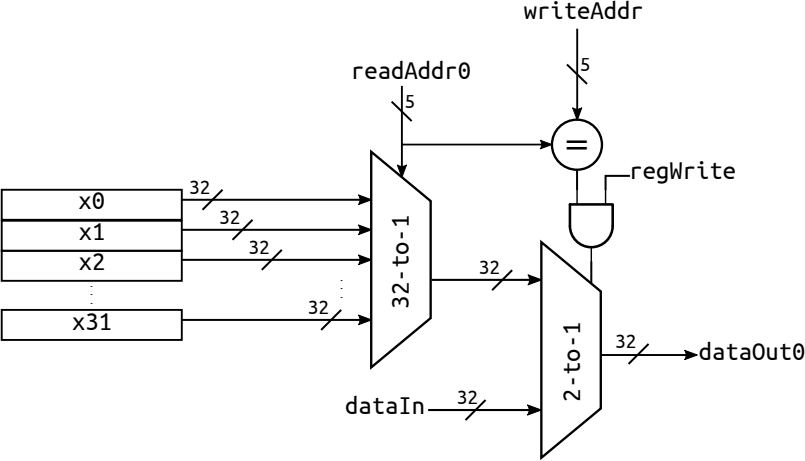 writeAddr
5
readAddr0
5
=
regWrite
x0
32
x1
32
x2
32
x31
32
32-to-1
32
2-to-1
32
dataOut0
dataIn
32